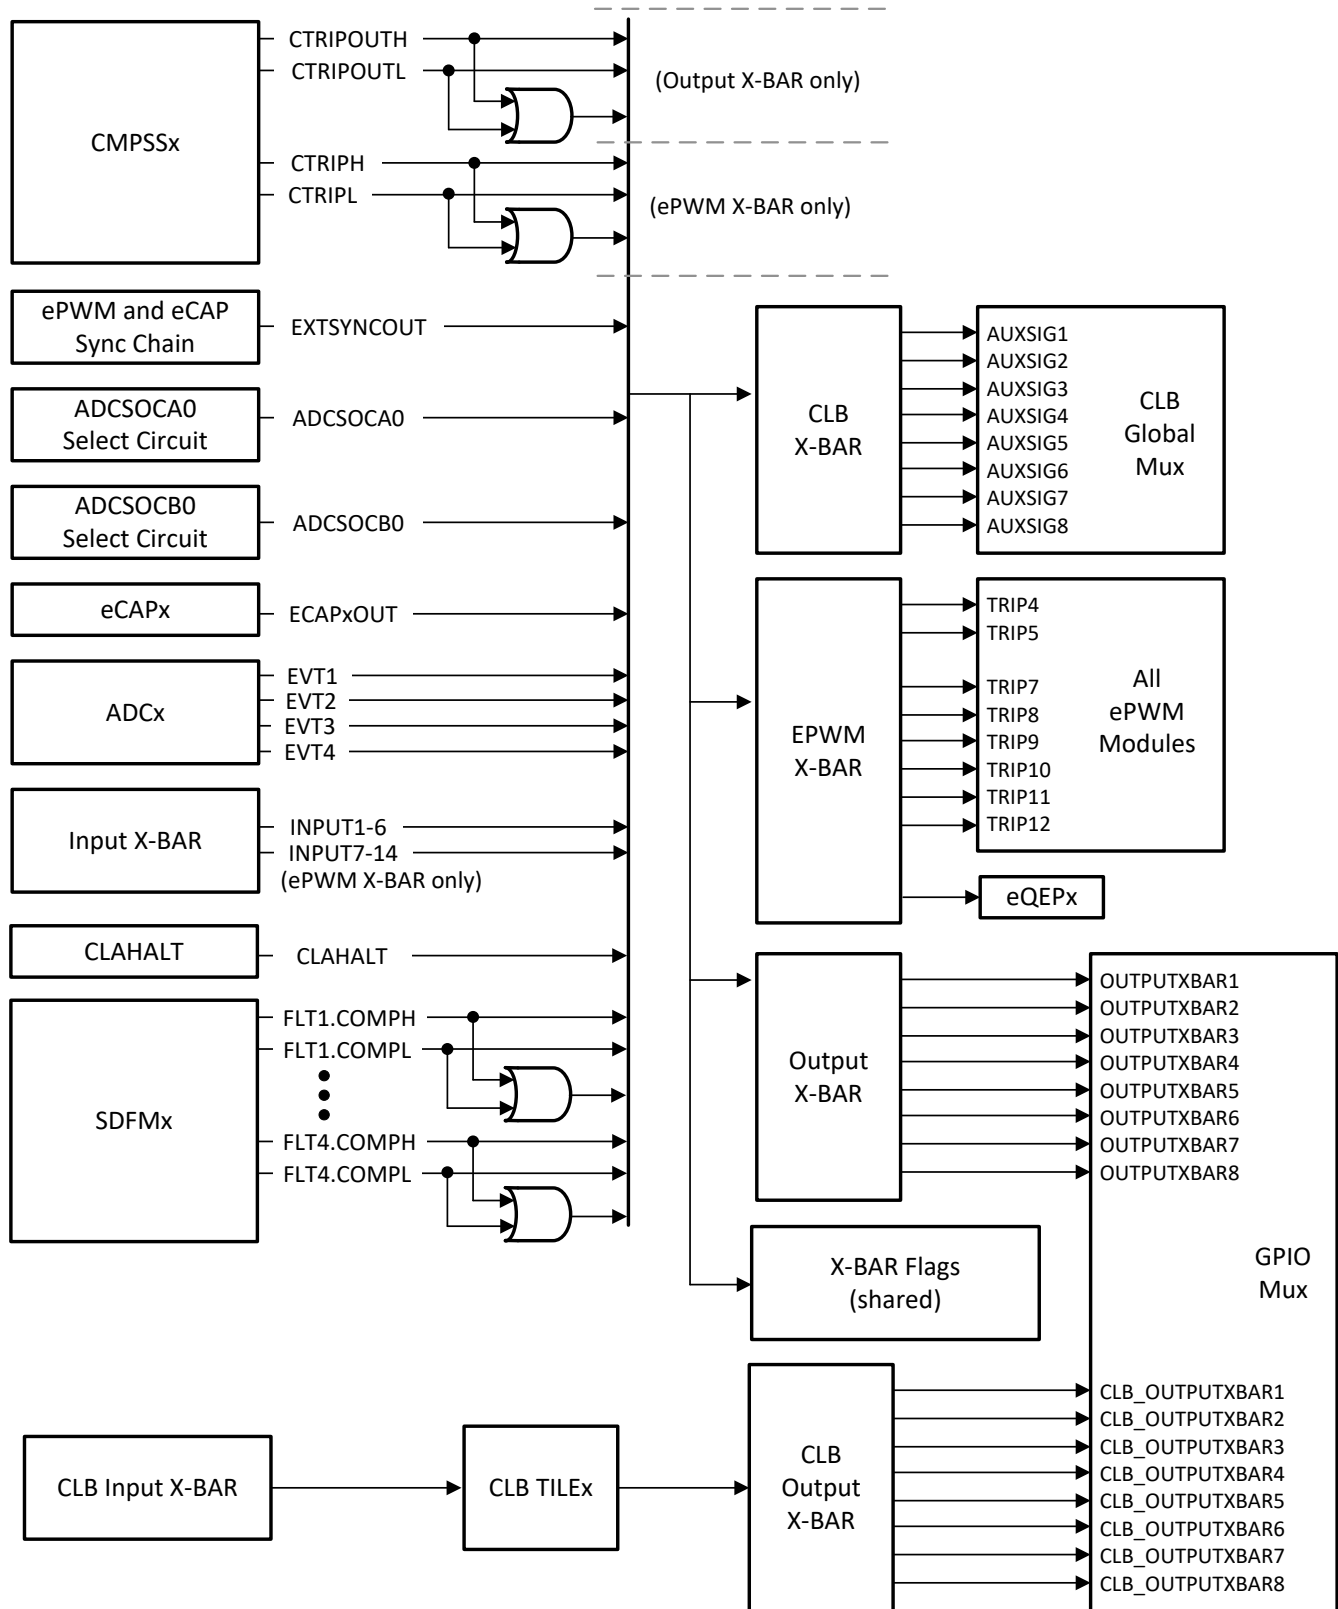 CMPSSx
CTRIPOUTH
CTRIPOUTL
CTRIPH
CTRIPL
(Output X-BAR only)
(ePWM X-BAR only)
ePWM and eCAP
Sync Chain
EXTSYNCOUT
ADCSOCA0
Select Circuit
ADCSOCA0
ADCSOCB0
Select Circuit
ADCSOCB0
eCAPx
ECAPxOUT
ADCx
EVT1
EVT2
EVT3
EVT4
Input X-BAR
INPUT1-6
INPUT7-14
(ePWM X-BAR only)
CLAHALT
CLAHALT
SDFMx
FLT1.COMPH
FLT1.COMPL
FLT4.COMPH
FLT4.COMPL
CLB
X-BAR
AUXSIG1
AUXSIG2
AUXSIG3
AUXSIG4
AUXSIG5
AUXSIG6
AUXSIG7
AUXSIG8
CLB
Global
Mux
EPWM
X-BAR
TRIP4
TRIP5
TRIP7
TRIP8
TRIP9
TRIP10
TRIP11
TRIP12
All
ePWM
Modules
eQEPx
Output
X-BAR
OUTPUTXBAR1
OUTPUTXBAR2
OUTPUTXBAR3
OUTPUTXBAR4
OUTPUTXBAR5
OUTPUTXBAR6
OUTPUTXBAR7
OUTPUTXBAR8
X-BAR Flags
(shared)
GPIO
Mux
CLB Input X-BAR
CLB TILEx
CLB
Output
X-BAR
CLB_OUTPUTXBAR1
CLB_OUTPUTXBAR2
CLB_OUTPUTXBAR3
CLB_OUTPUTXBAR4
CLB_OUTPUTXBAR5
CLB_OUTPUTXBAR6
CLB_OUTPUTXBAR7
CLB_OUTPUTXBAR8